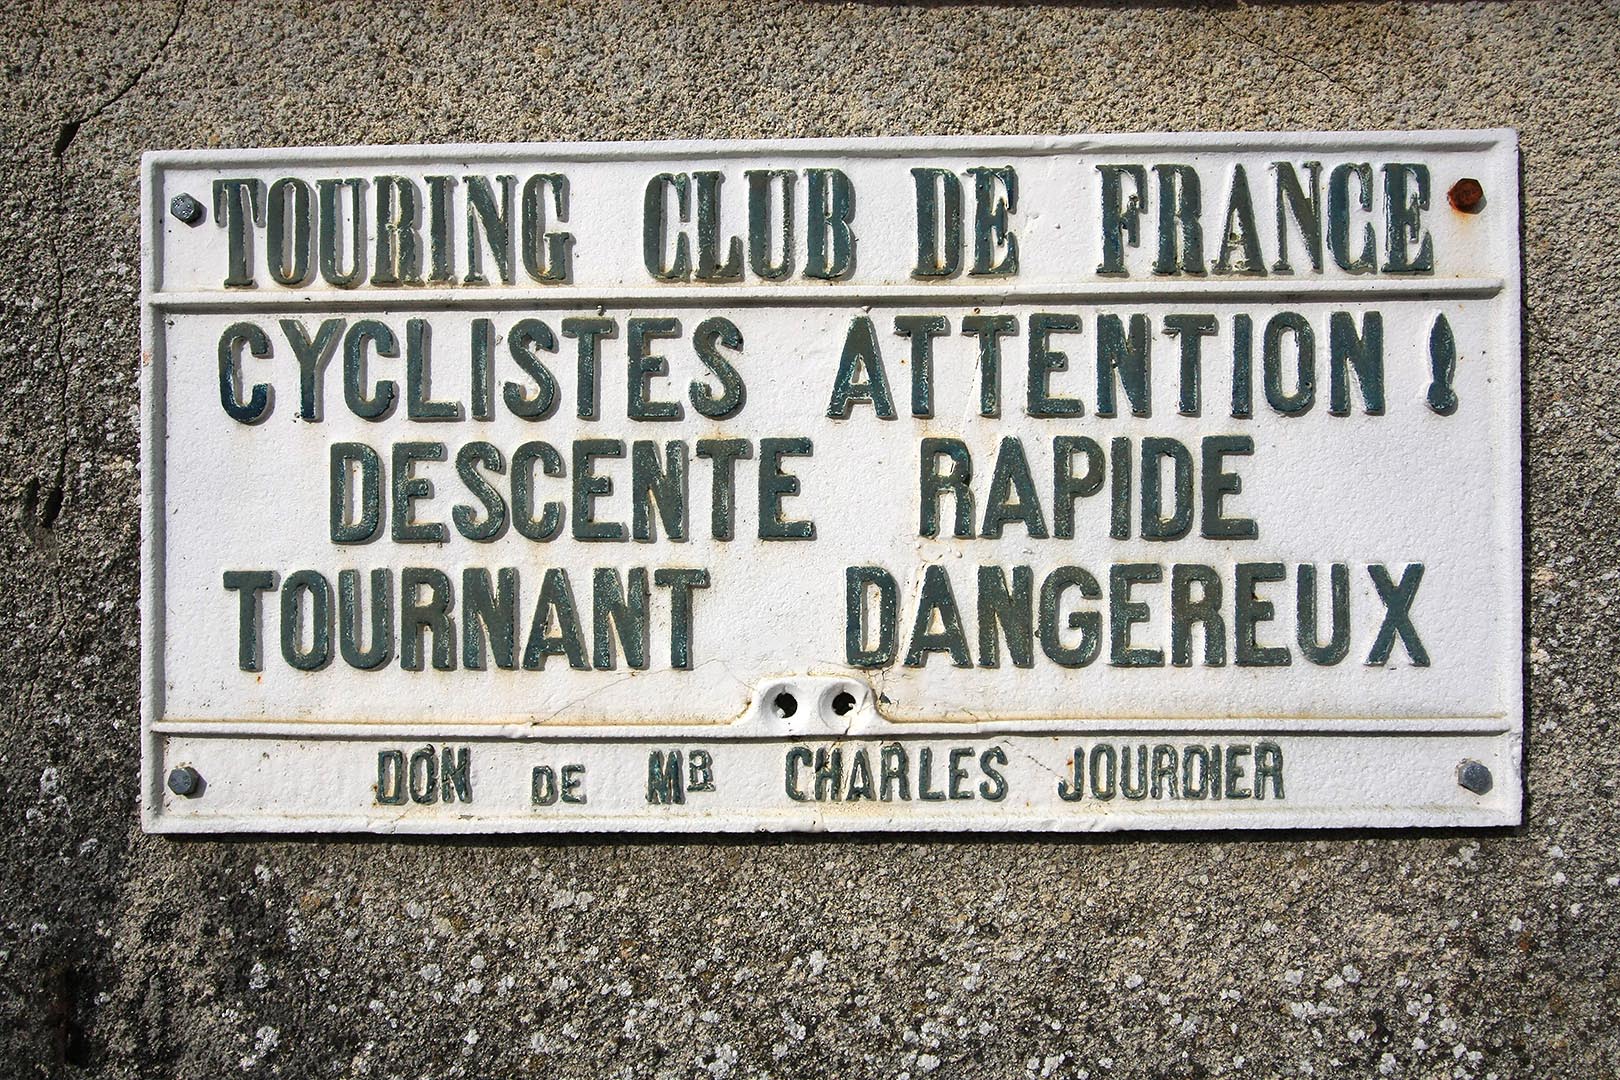 TOURING CLUB DE FRANCE
CYCLISTES ATTENTION !
DESCENTE RAPIDE
TOURNANT DANGEREUX
DON DE MR CHARLES JOURDIER